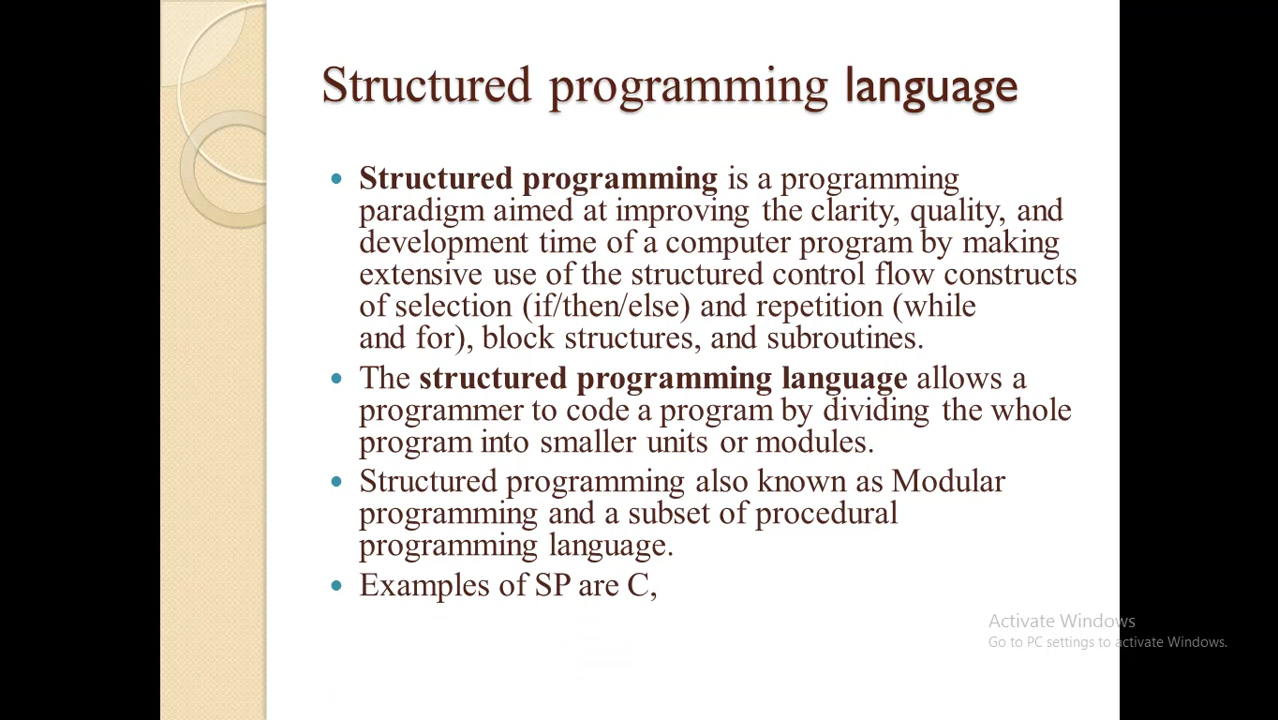 Structured programming language
Structured programming is a programming
paradigm aimed at improving the clarity, quality, and
development time of a computer program by making
extensive use of the structured control flow constructs
of selection (if/then/else) and repetition (while
and for), block structures, and subroutines.
The structured programming language allows a
programmer to code a program by dividing the whole
program into smaller units or modules.
Structured programming also known as Modular
programming and a subset of procedural
programming language.
Examples of SP are C,
Activate Windows
Go to PC settings to activate Windows.